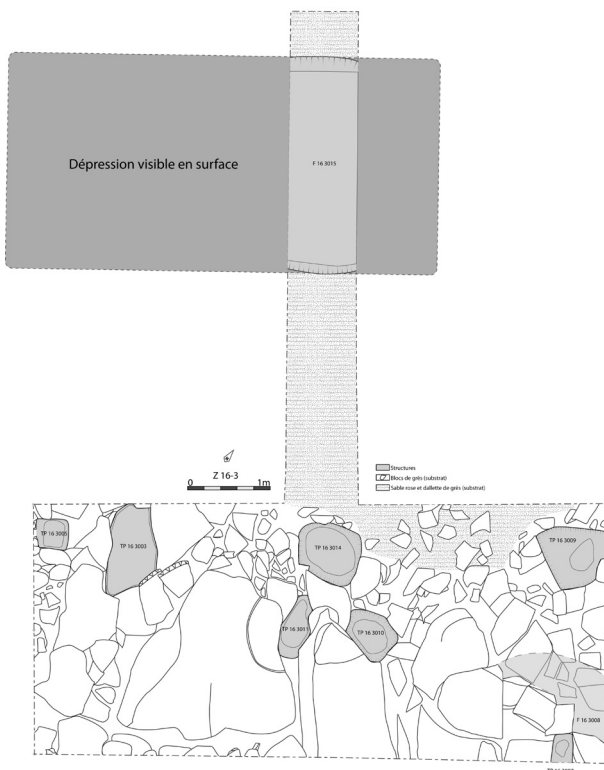 F 16 3015
Dépression visible en surface
Z 16-3
0 1m
Structures
Blocs de grès (substrat)
Sable rose et dallette de grès (substrat)
TP 16 3005
TP 16 3003
TP 16 3014
TP 16 3009
TP 16 3011
TP 16 3010
F 16 3008